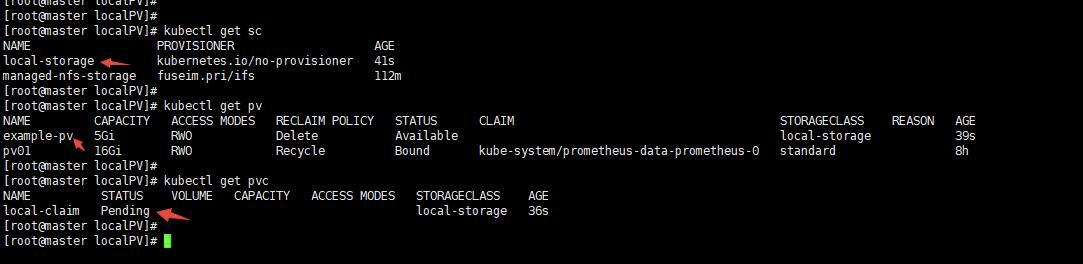 [root@master localPV]#
[root@master localPV]#
[root@master localPV]# kubectl get sc
NAME                  PROVISIONER                    AGE
local-storage         kubernetes.io/no-provisioner   41s
managed-nfs-storage   fuseim.pri/ifs                 112m
[root@master localPV]#
[root@master localPV]# kubectl get pv
NAME         CAPACITY   ACCESS MODES   RECLAIM POLICY   STATUS      CLAIM                                      STORAGECLASS    REASON   AGE
example-pv   5Gi        RWO            Delete           Available                                              local-storage            39s
pv01         16Gi       RWO            Recycle          Bound       kube-system/prometheus-data-prometheus-0   standard                 8h
[root@master localPV]#
[root@master localPV]# kubectl get pvc
NAME          STATUS    VOLUME   CAPACITY   ACCESS MODES   STORAGECLASS    AGE
local-claim   Pending                                      local-storage   36s
[root@master localPV]#
[root@master localPV]#